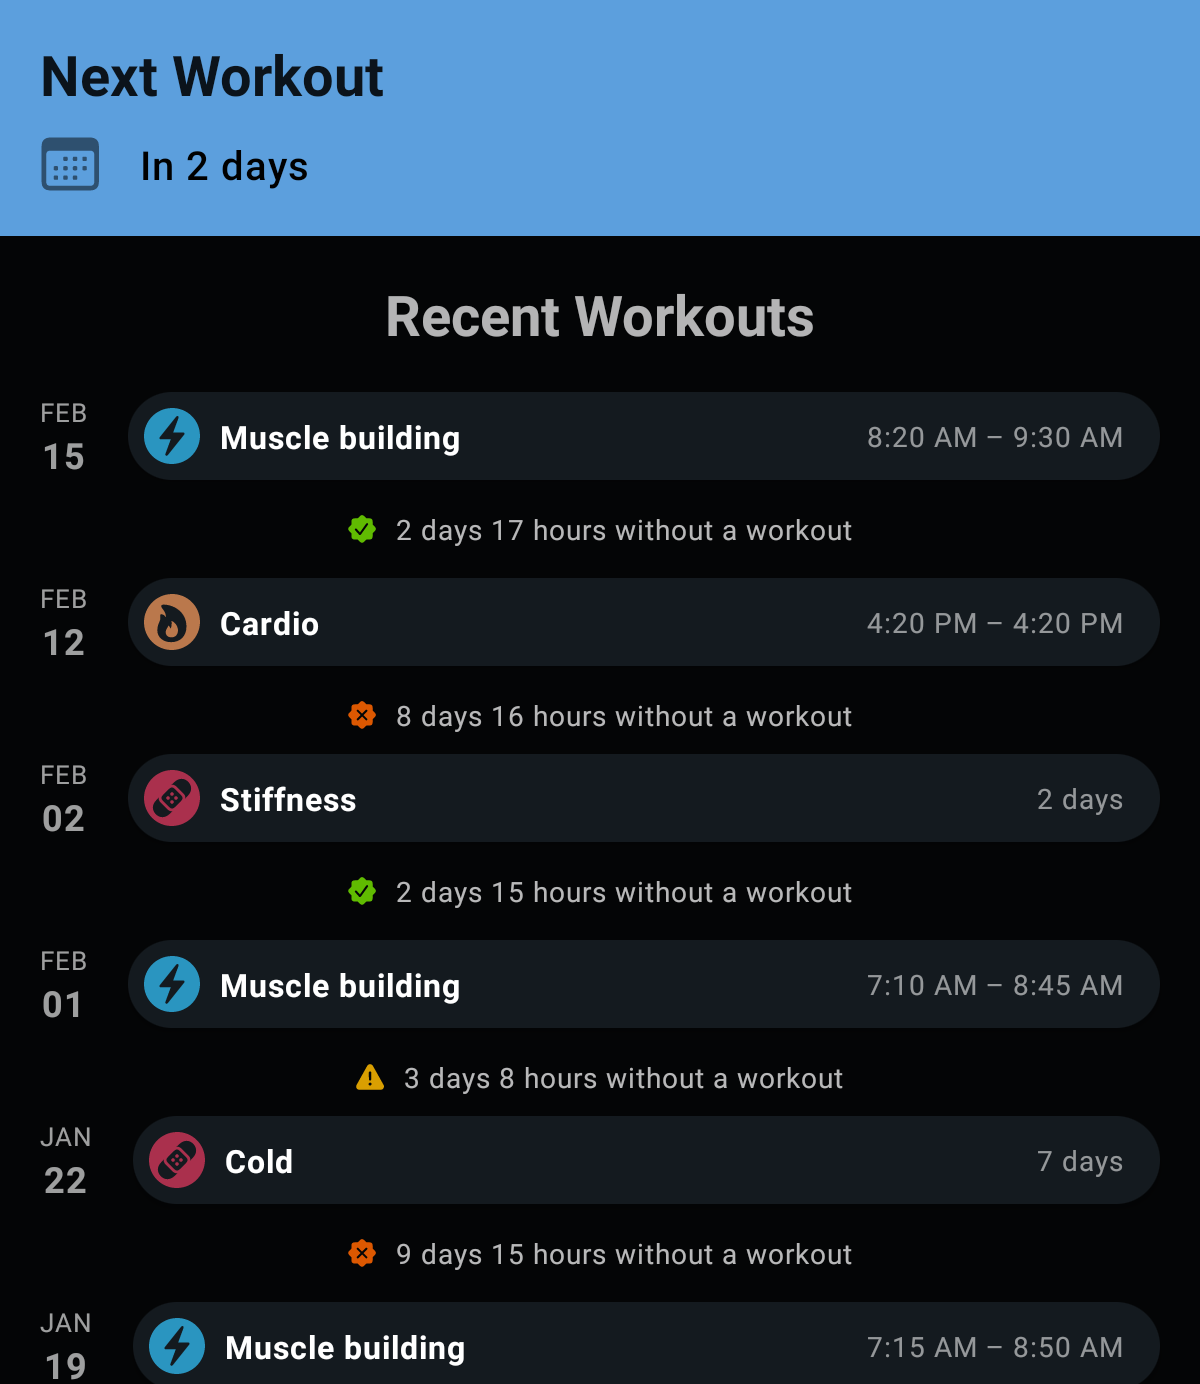 Next Workout
In 2 days
Recent Workouts
FEB
15
Muscle building
8:20 AM – 9:30 AM
2 days 17 hours without a workout
FEB
12
Cardio
4:20 PM – 4:20 PM
8 days 16 hours without a workout
FEB
02
Stiffness
2 days
2 days 15 hours without a workout
FEB
01
Muscle building
7:10 AM – 8:45 AM
3 days 8 hours without a workout
JAN
22
Cold
7 days
9 days 15 hours without a workout
JAN
19
Muscle building
7:15 AM – 8:50 AM